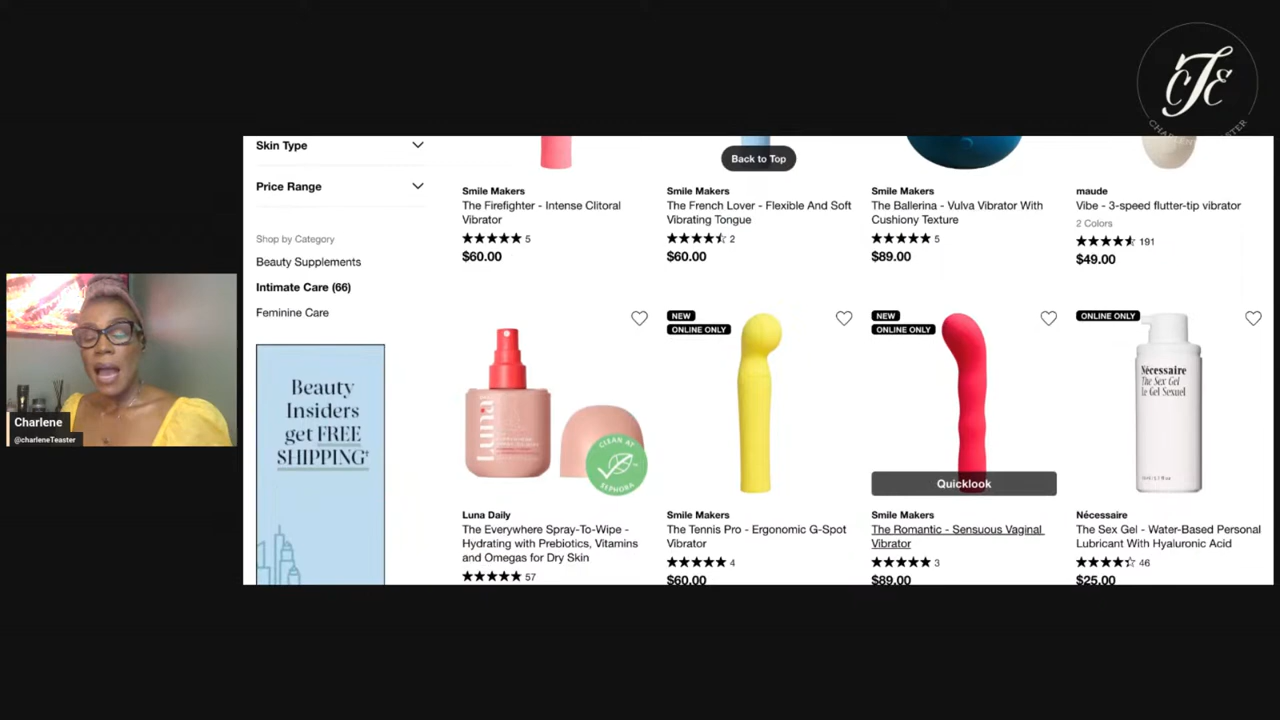 CTE
Skin Type
Back to Top
Price Range
Smile Makers
The Firefighter - Intense Clitoral
Vibrator
★★★★★ 5
$60.00
Smile Makers
The French Lover - Flexible And Soft
Vibrating Tongue
2
$60.00
Smile Makers
The Ballerina - Vulva Vibrator With
Cushiony Texture
★★★★★ 5
$89.00
maude
Vibe - 3-speed flutter-tip vibrator
2 Colors
191
$49.00
Shop by Category
Beauty Supplements
Intimate Care (66)
Feminine Care
Beauty
Insiders
get FREE
SHIPPING†
Charlene
@charleneTeaster
Luna
CLEAN AT
SEPHORA
Luna Daily
The Everywhere Spray-To-Wipe -
Hydrating with Prebiotics, Vitamins
and Omegas for Dry Skin
★★★★★ 57
NEW
ONLINE ONLY
Smile Makers
The Tennis Pro - Ergonomic G-Spot
Vibrator
★★★★★ 4
$60.00
NEW
ONLINE ONLY
Quicklook
Smile Makers
The Romantic - Sensuous Vaginal
Vibrator
★★★★★ 3
$89.00
ONLINE ONLY
Nécessaire
The Sex Gel
Le Gel Sexuel
Nécessaire
The Sex Gel - Water-Based Personal
Lubricant With Hyaluronic Acid
46
$25.00